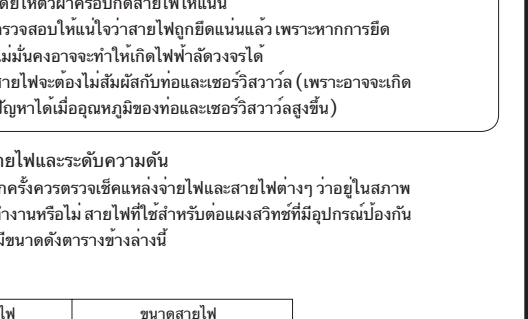 ดยให้ตัวฝาครอบกดสายไฟให้แน่น
รวจสอบให้แน่ใจว่าสายไฟถูกยึดแน่นแล้ว เพราะหากการยึด
ม่มั่นคงอาจจะทำให้เกิดไฟฟ้าลัดวงจรได้
ายไฟจะต้องไม่สัมผัสกับท่อและเซอร์วิสวาว์ล (เพราะอาจจะเกิด
ัญหาได้เมื่ออุณหภูมิของท่อและเซอร์วิสวาว์ลสูงขึ้น)
ายไฟและระดับความดัน
กครั้งควรตรวจเช็คแหล่งจ่ายไฟและสายไฟต่างๆ ว่าอยู่ในสภาพ
ำงานหรือไม่ สายไฟที่ใช้สำหรับต่อแผงสวิทช์ที่มีอุปกรณ์ป้องกัน
มีขนาดดังตารางข้างล่างนี้
ไฟ ขนาดสายไฟ